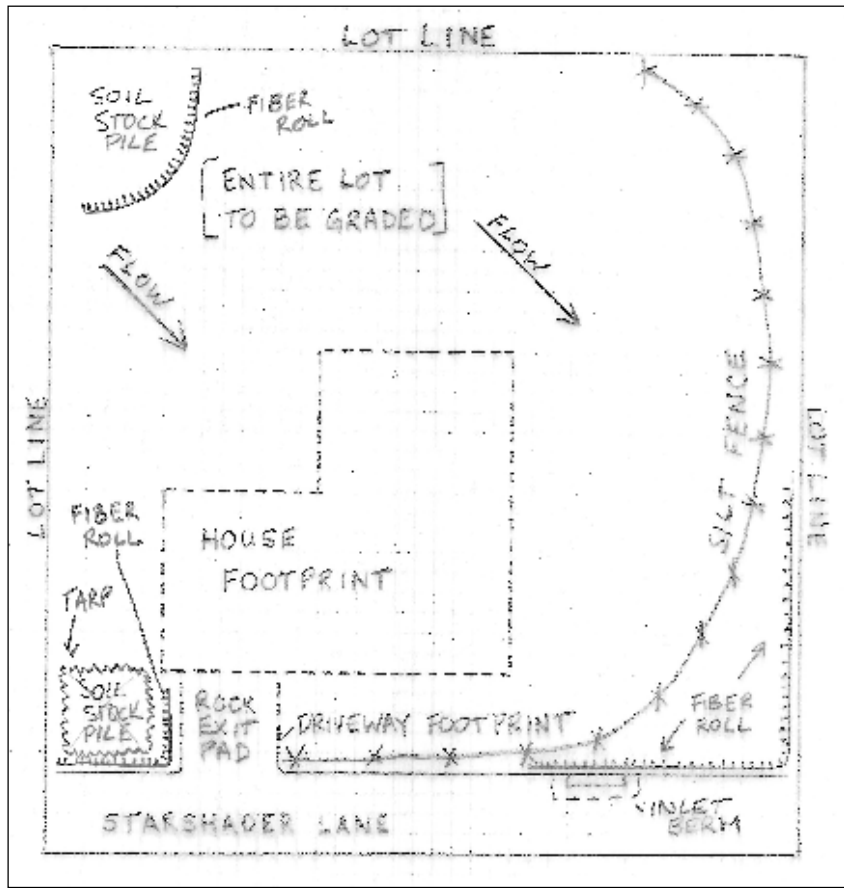 LOT LINE
SOIL
STOCK
PILE
FIBER
ROLL
[ENTIRE LOT
TO BE GRADED]
FLOW
FLOW
LOT LINE
SILT FENCE
LOT LINE
FIBER
ROLL
HOUSE
FOOTPRINT
TARP
SOIL
STOCK
PILE
ROCK
EXIT
PAD
DRIVEWAY FOOTPRINT
FIBER
ROLL
INLET
BERM
STARSHADER LANE